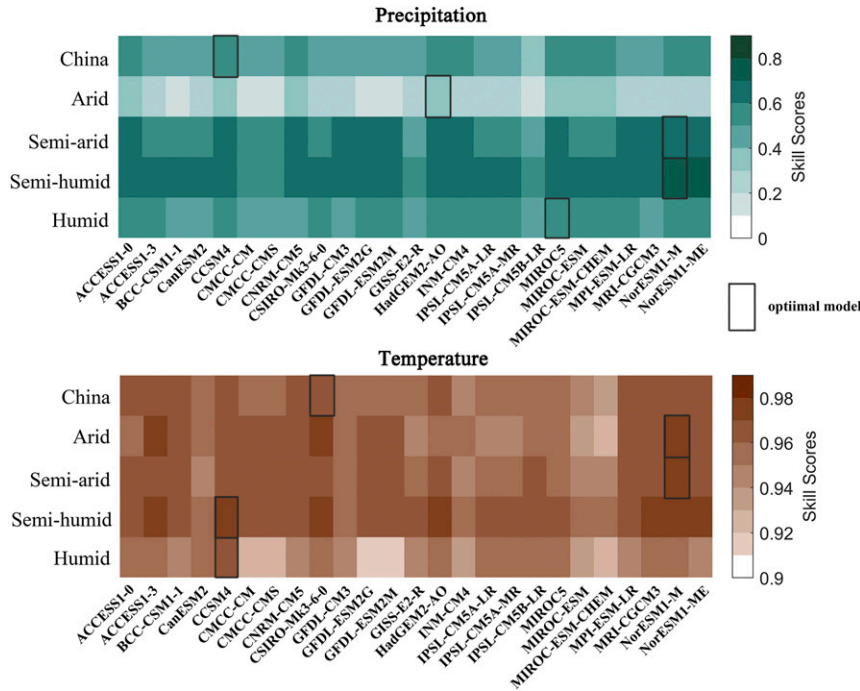 Precipitation
China
Arid
Semi-arid
Semi-humid
Humid
0.8
0.6
0.4
0.2
0
Skill Scores
ACCESS1-0
ACCESS1-3
BCC-CSM1-1
CanESM2
CCSM4
CMCC-CM
CMCC-CMS
CNRM-CM5
CSIRO-Mk3-6-0
GFDL-CM3
GFDL-ESM2G
GFDL-ESM2M
GISS-E2-R
HadGEM2-AO
INM-CM4
IPSL-CM5A-LR
IPSL-CM5A-MR
IPSL-CM5B-LR
MIROC5
MIROC-ESM
MIROC-ESM-CHEM
MPI-ESM-LR
MRI-CGCM3
NorESM1-M
NorESM1-ME
optiimal model
Temperature
China
Arid
Semi-arid
Semi-humid
Humid
0.98
0.96
0.94
0.92
0.9
Skill Scores
ACCESS1-0
ACCESS1-3
BCC-CSM1-1
CanESM2
CCSM4
CMCC-CM
CMCC-CMS
CNRM-CM5
CSIRO-Mk3-6-0
GFDL-CM3
GFDL-ESM2G
GFDL-ESM2M
GISS-E2-R
HadGEM2-AO
INM-CM4
IPSL-CM5A-LR
IPSL-CM5A-MR
IPSL-CM5B-LR
MIROC5
MIROC-ESM
MIROC-ESM-CHEM
MPI-ESM-LR
MRI-CGCM3
NorESM1-M
NorESM1-ME